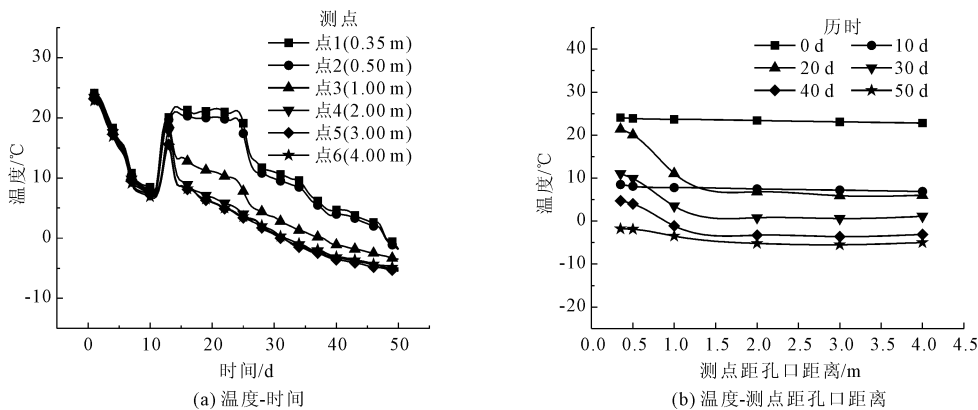 测点
点1(0.35 m)
点2(0.50 m)
点3(1.00 m)
点4(2.00 m)
点5(3.00 m)
点6(4.00 m)
30
20
10
0
-10
温度/℃
0 10 20 30 40 50
时间/d
(a) 温度-时间
历时
0 d 10 d
20 d 30 d
40 d 50 d
40
30
20
10
0
-10
-20
温度/℃
0.0 0.5 1.0 1.5 2.0 2.5 3.0 3.5 4.0 4.5
测点距孔口距离/m
(b) 温度-测点距孔口距离